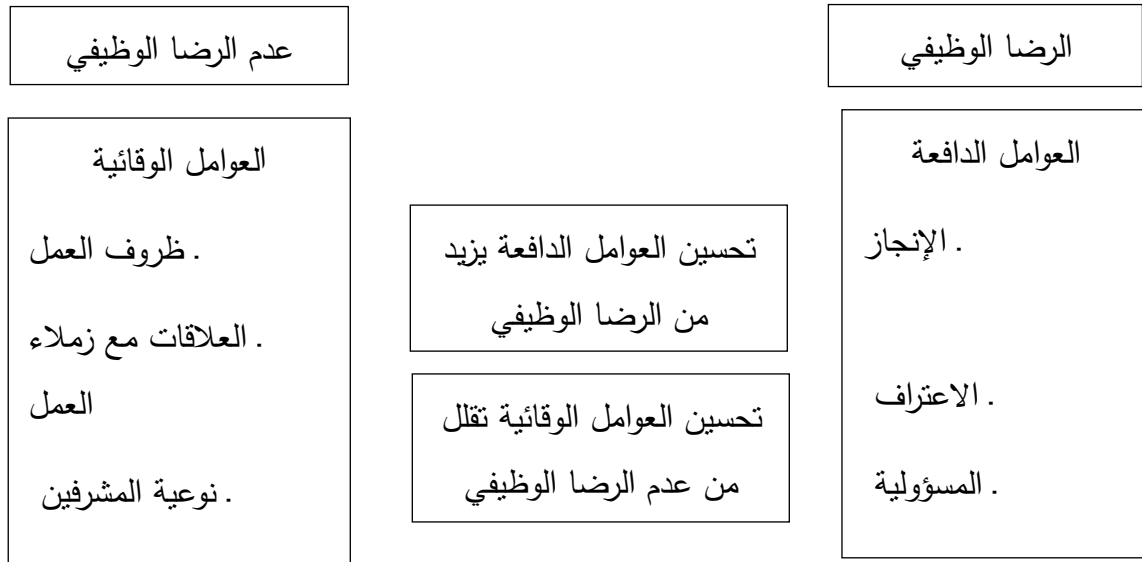 الرضا الوظيفي
عدم الرضا الوظيفي
العوامل الدافعة
. الإنجاز
. الاعتراف
. المسؤولية
تحسين العوامل الدافعة يزيد
من الرضا الوظيفي
تحسين العوامل الوقائية تقلل
من عدم الرضا الوظيفي
العوامل الوقائية
. ظروف العمل
. العلاقات مع زملاء
العمل
. نوعية المشرفين